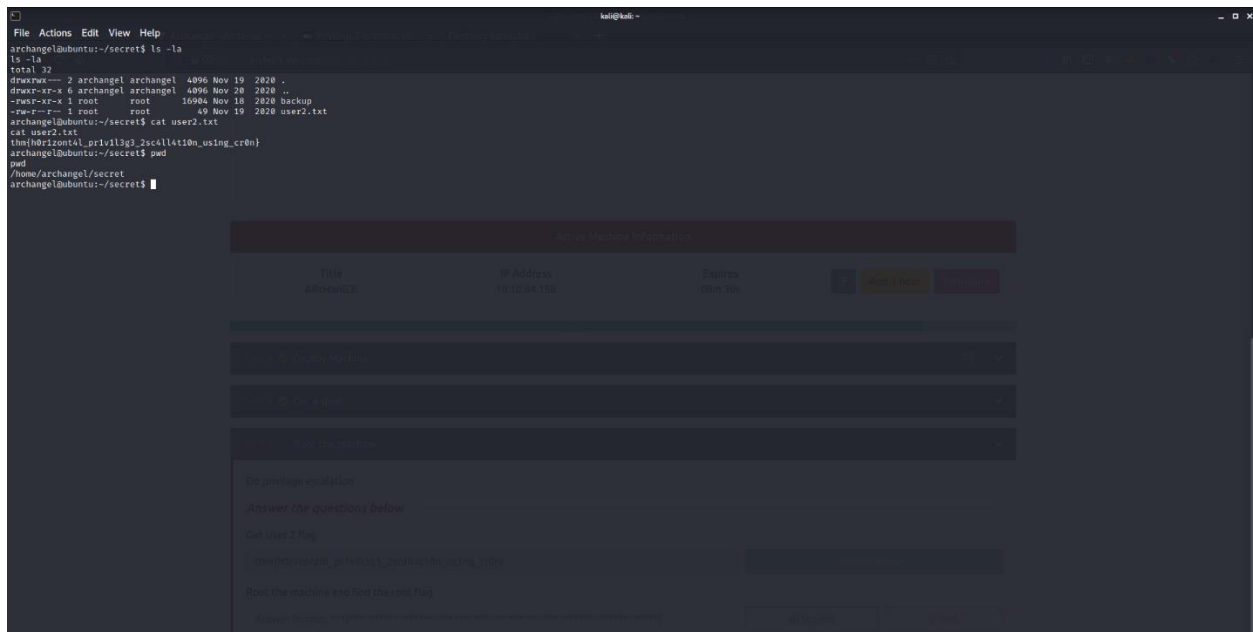 kali@kali: ~
File Actions Edit View Help
archangel@ubuntu:~/secret$ ls -la
ls -la
total 32
drwxrwx--- 2 archangel archangel 4096 Nov 19 2020 .
drwxr-xr-x 6 archangel archangel 4096 Nov 20 2020 ..
-rwsr-xr-x 1 root root 16904 Nov 18 2020 backup
-rw-r--r-- 1 root root 49 Nov 19 2020 user2.txt
archangel@ubuntu:~/secret$ cat user2.txt
cat user2.txt
thm{h0r1zont4l_pr1v1l3g3_2sc4ll4t10n_us1ng_cr0n}
archangel@ubuntu:~/secret$ pwd
pwd
/home/archangel/secret
archangel@ubuntu:~/secret$
Active Machine Information
Title IP Address Expires
Do privilege escalation
Answer the questions below
Get User 2 flag
Root the machine and find the root flag